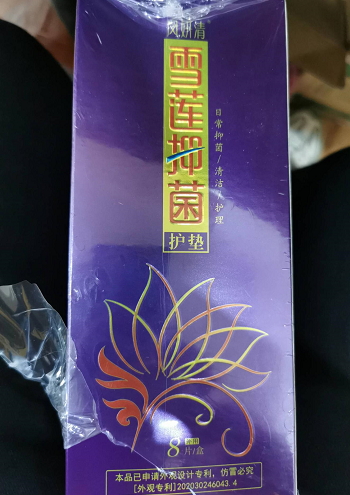 凤妍清
雪莲抑菌
护垫
日常抑菌/清洁/护理
8片/盒
本品已申请外观设计专利，仿冒必究
[外观专利]202030246043.4